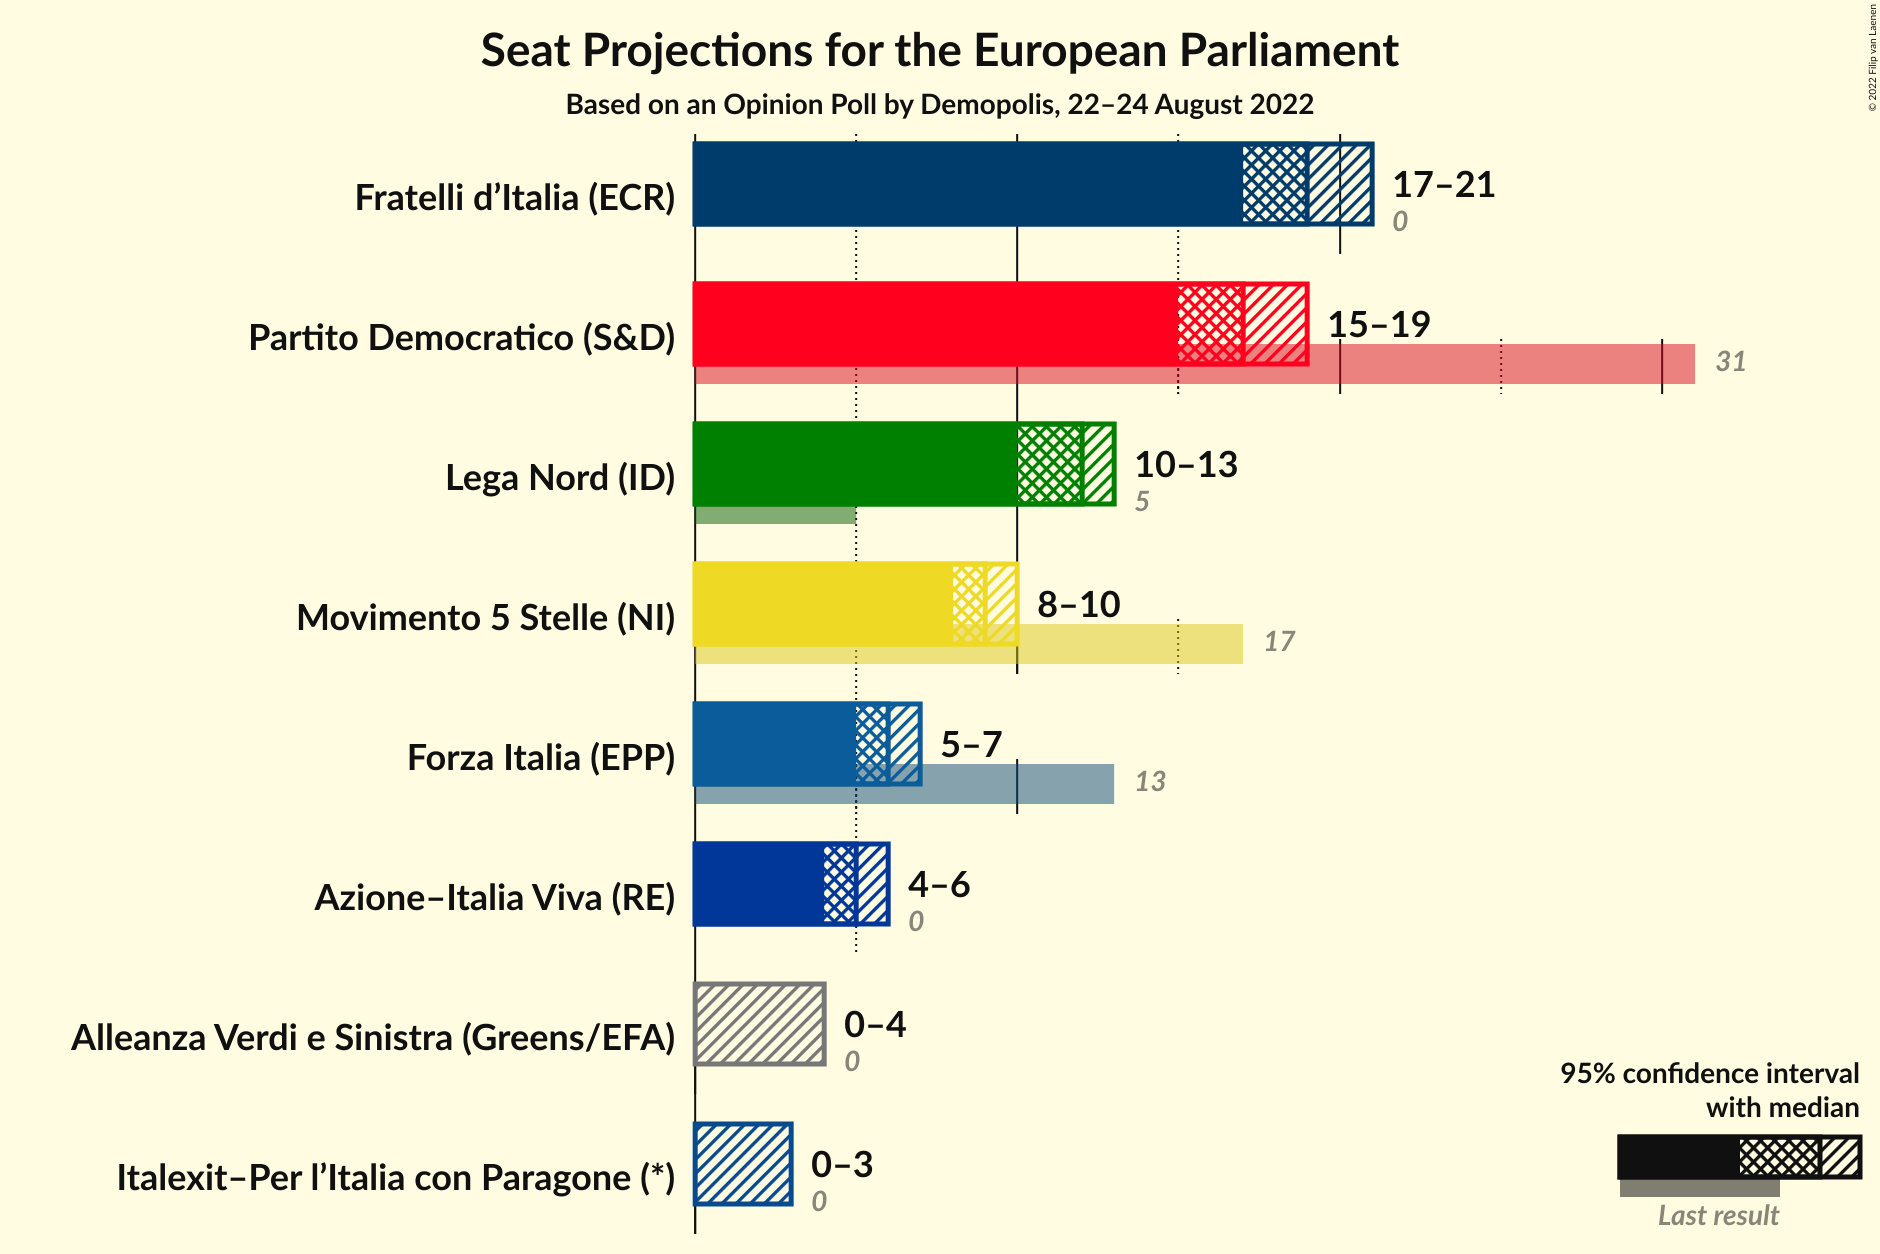 Seat Projections for the European Parliament
Based on an Opinion Poll by Demopolis, 22–24 August 2022
© 2022 Filip van Laenen
Fratelli d’Italia (ECR)
17–21
0
Partito Democratico (S&D)
15–19
31
Lega Nord (ID)
10–13
5
Movimento 5 Stelle (NI)
8–10
17
Forza Italia (EPP)
5–7
13
Azione–Italia Viva (RE)
4–6
0
Alleanza Verdi e Sinistra (Greens/EFA)
0–4
0
Italexit–Per l’Italia con Paragone (*)
0–3
0
95% confidence interval
with median
Last result